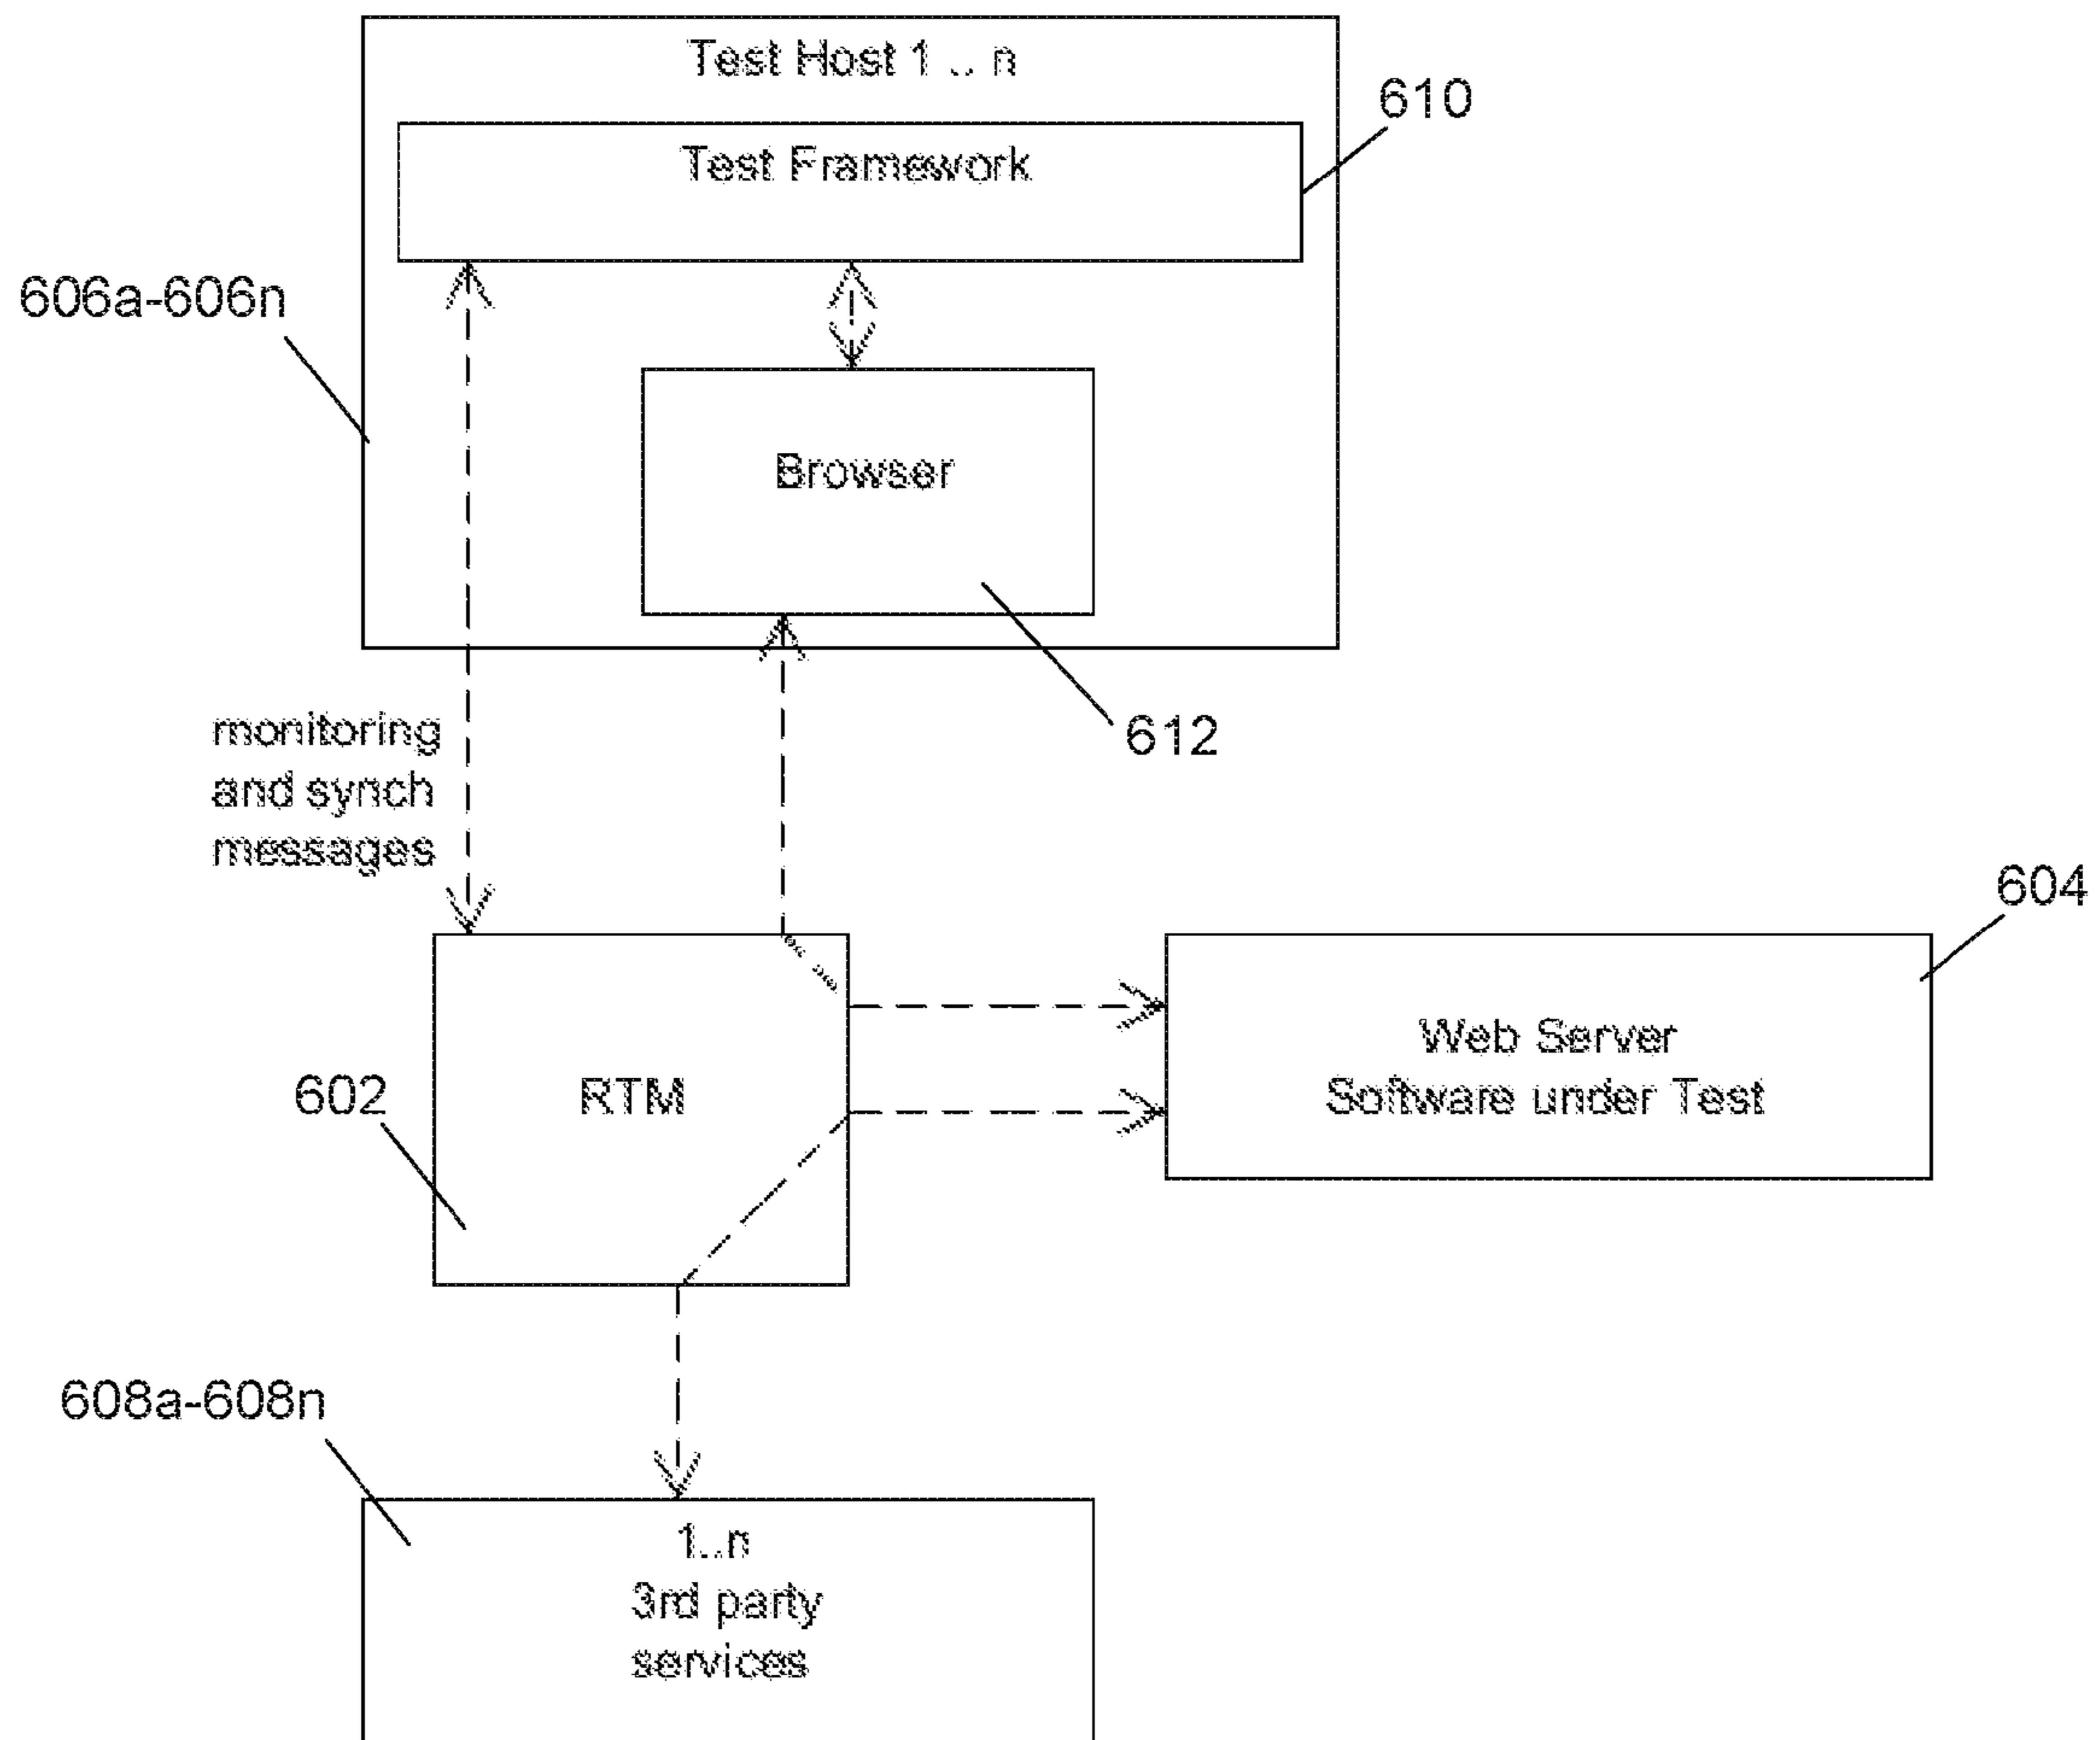 Test Host 1 .. n
610
Test Framework
606a-606n
Browser
612
monitoring
and synch
messages
604
Web Server
Software under Test
602
RTM
608a-608n
1..n
3rd party
services